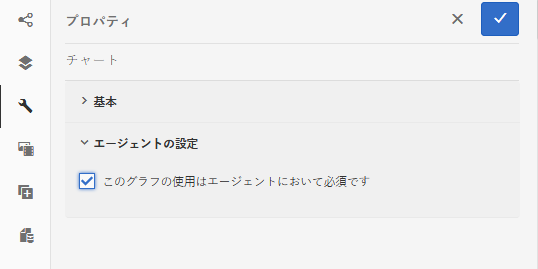 プロパティ
チャート
基本
エージェントの設定
このグラフの使用はエージェントにおいて必須です